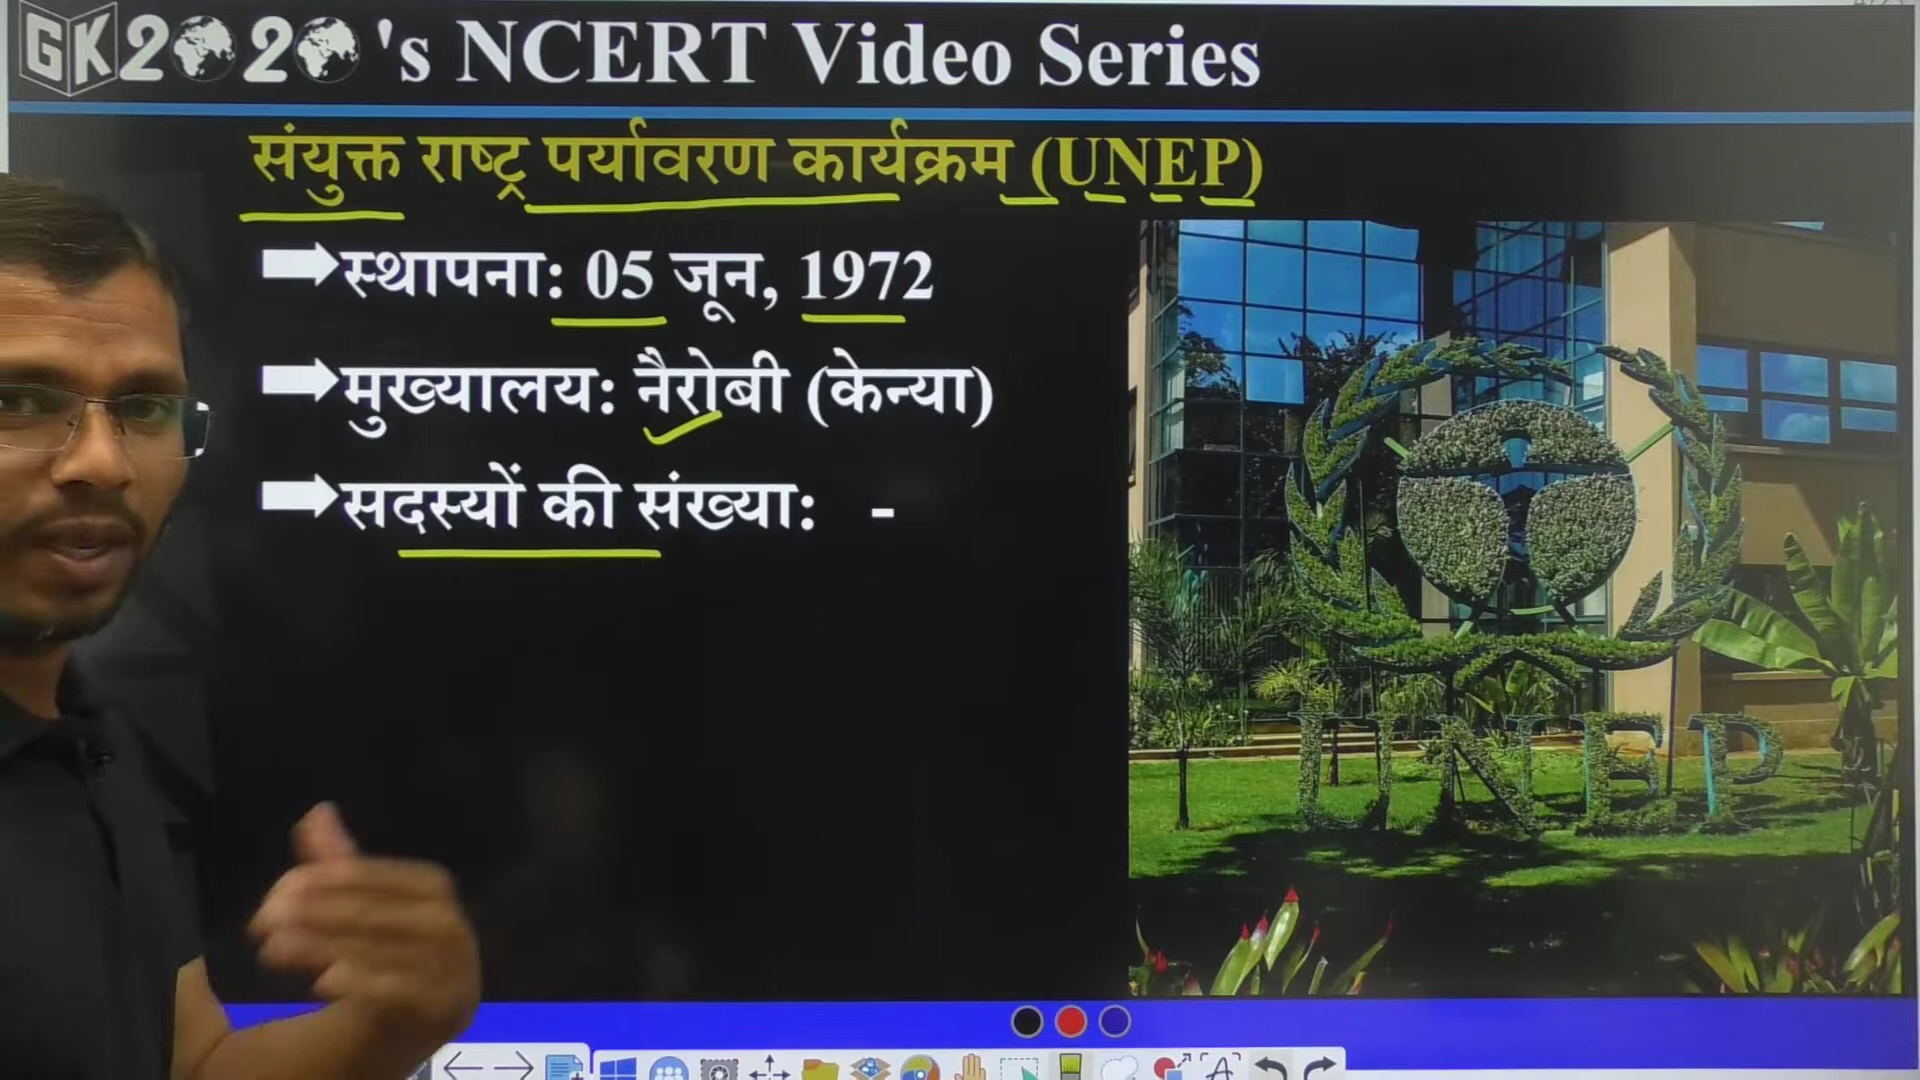 GK2020's NCERT Video Series
संयुक्त राष्ट्र पर्यावरण कार्यक्रम (UNEP)
स्थापना: 05 जून, 1972
मुख्यालय: नैरोबी (केन्या)
सदस्यों की संख्या: -
UNEP